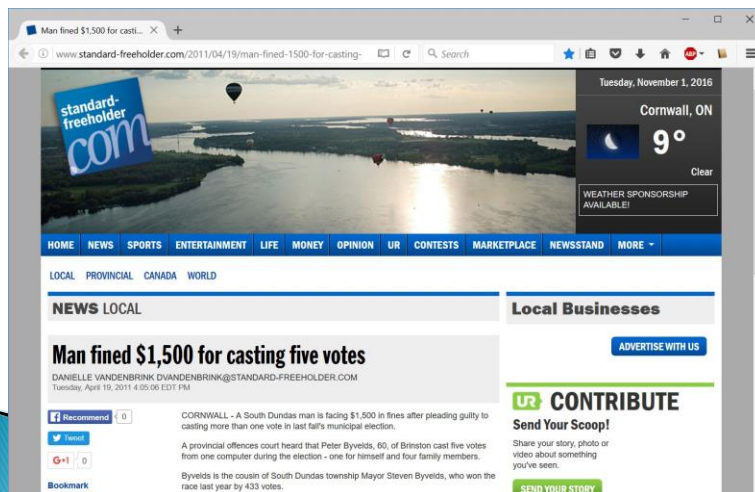 Man fined $1,500 for casti...
www.standard-freeholder.com/2011/04/19/man-fined-1500-for-casting-
Search
ABP
standard-
freeholder
com
Tuesday, November 1, 2016
Cornwall, ON
9°
Clear
WEATHER SPONSORSHIP
AVAILABLE!
HOME NEWS SPORTS ENTERTAINMENT LIFE MONEY OPINION UR CONTESTS MARKETPLACE NEWSSTAND MORE
LOCAL PROVINCIAL CANADA WORLD
NEWS LOCAL
Man fined $1,500 for casting five votes
DANIELLE VANDENBRINK DVANDENBRINK@STANDARD-FREEHOLDER.COM
Tuesday, April 19, 2011 4:05:06 EDT PM
Recommend 0
Tweet
G+1 0
Bookmark
CORNWALL - A South Dundas man is facing $1,500 in fines after pleading guilty to
casting more than one vote in last fall's municipal election.
A provincial offences court heard that Peter Byvelds, 60, of Brinston cast five votes
from one computer during the election - one for himself and four family members.
Byvelds is the cousin of South Dundas township Mayor Steven Byvelds, who won the
race last year by 433 votes.
Local Businesses
ADVERTISE WITH US
UR CONTRIBUTE
Send Your Scoop!
Share your story, photo or
video about something
you've seen.
SEND YOUR STORY